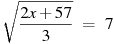 √((2x + 57)/3) = 7